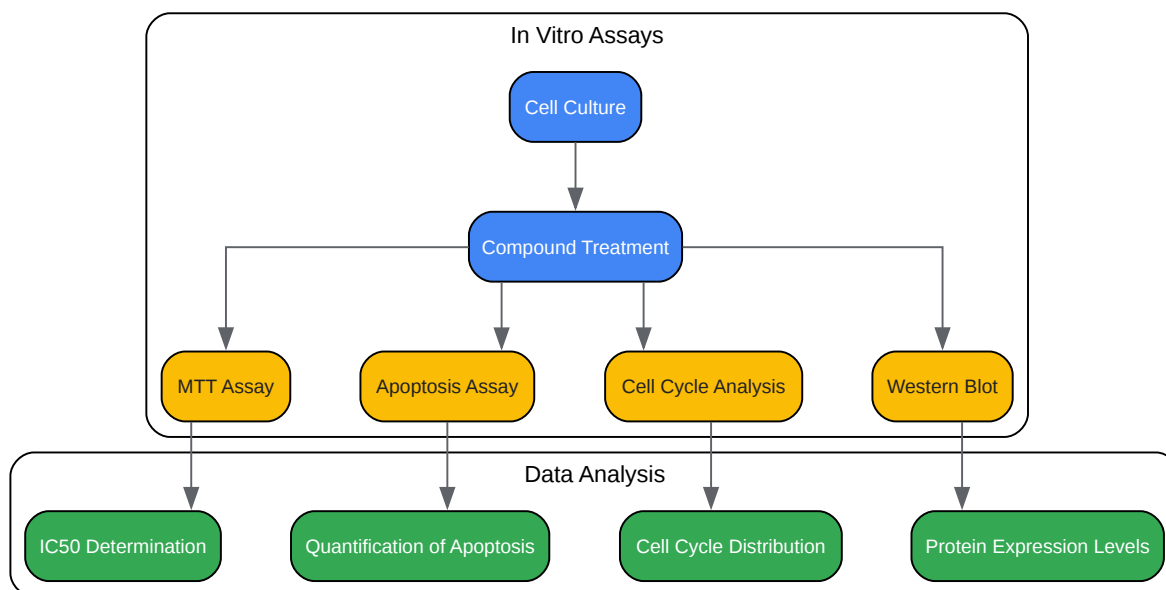 In Vitro Assays
Cell Culture
Compound Treatment
MTT Assay
Apoptosis Assay
Cell Cycle Analysis
Western Blot
Data Analysis
IC50 Determination
Quantification of Apoptosis
Cell Cycle Distribution
Protein Expression Levels